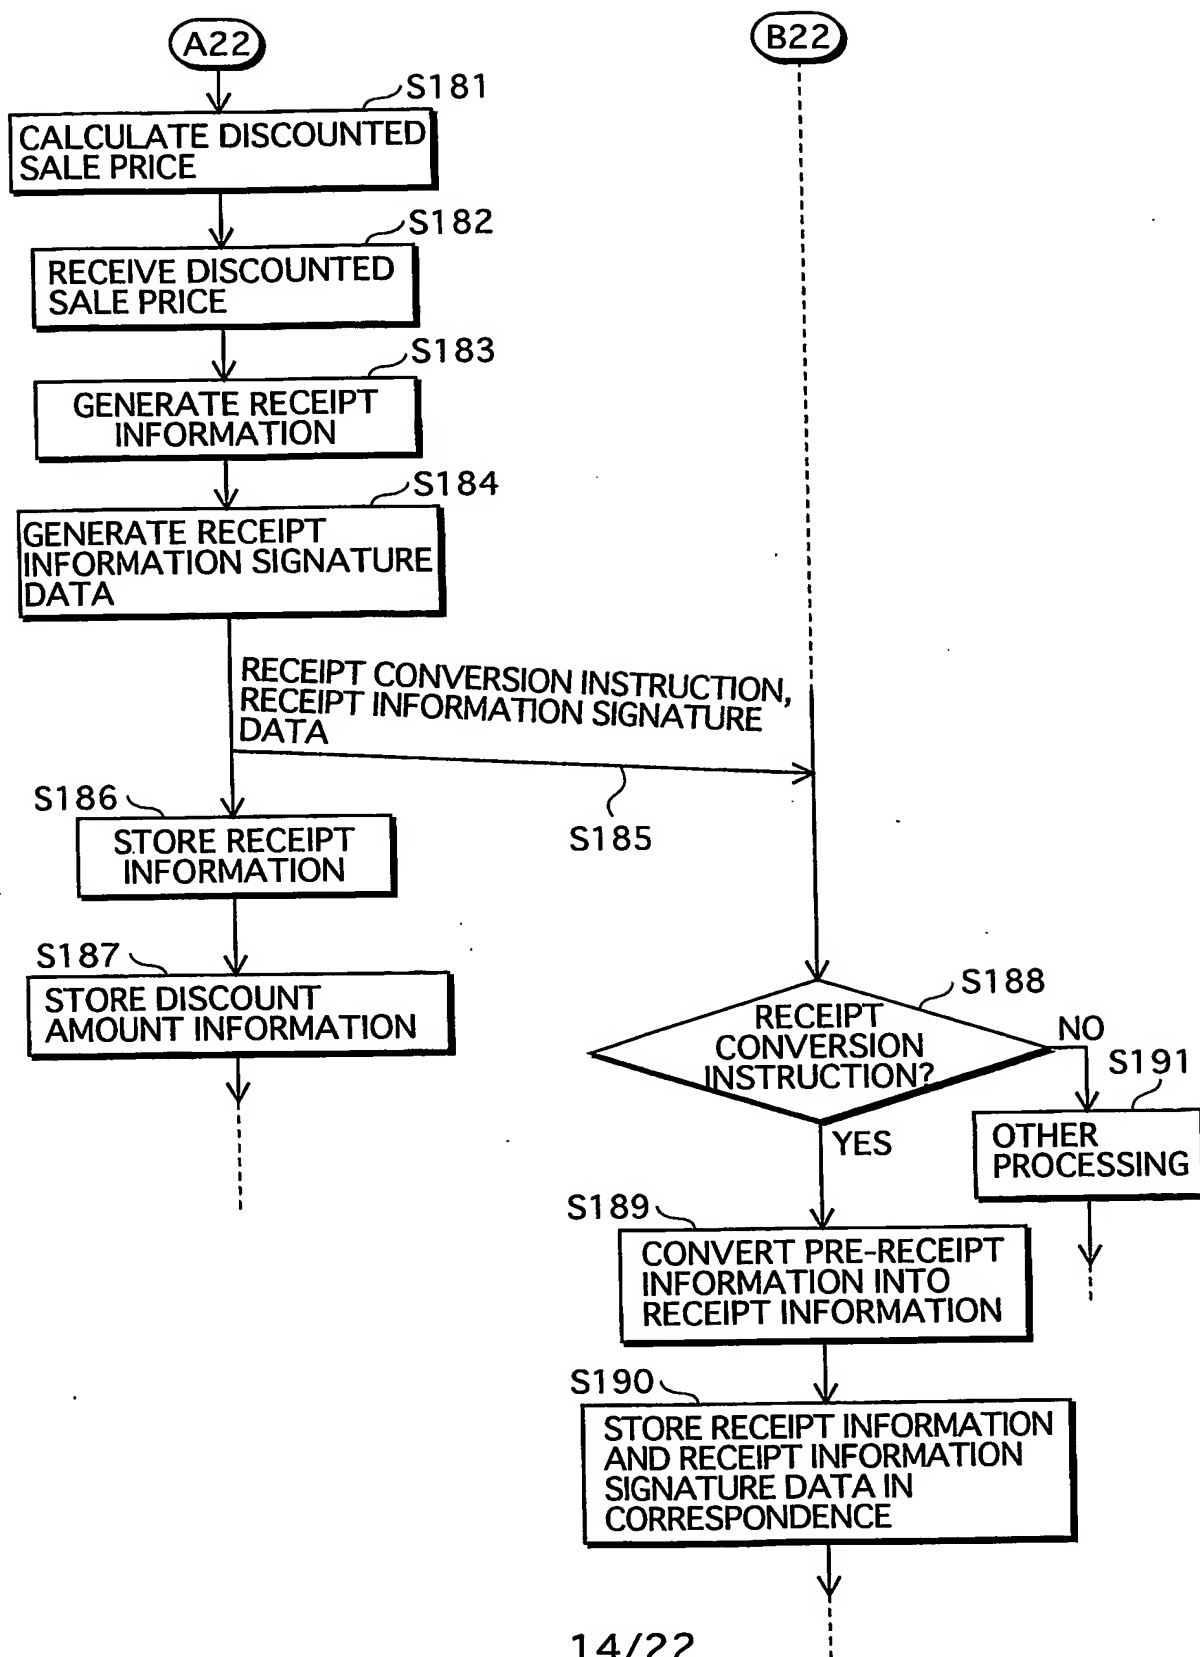 A22
B22
S181
CALCULATE DISCOUNTED
SALE PRICE
S182
RECEIVE DISCOUNTED
SALE PRICE
S183
GENERATE RECEIPT
INFORMATION
S184
GENERATE RECEIPT
INFORMATION SIGNATURE
DATA
RECEIPT CONVERSION INSTRUCTION,
RECEIPT INFORMATION SIGNATURE
DATA
S185
S186
STORE RECEIPT
INFORMATION
S187
STORE DISCOUNT
AMOUNT INFORMATION
S188
RECEIPT
CONVERSION
INSTRUCTION?
NO
S191
OTHER
PROCESSING
YES
S189
CONVERT PRE-RECEIPT
INFORMATION INTO
RECEIPT INFORMATION
S190
STORE RECEIPT INFORMATION
AND RECEIPT INFORMATION
SIGNATURE DATA IN
CORRESPONDENCE
14/22